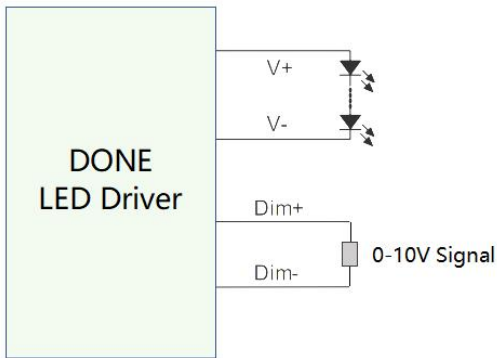 V+
V-
DONE
LED Driver
Dim+
0-10V Signal
Dim-